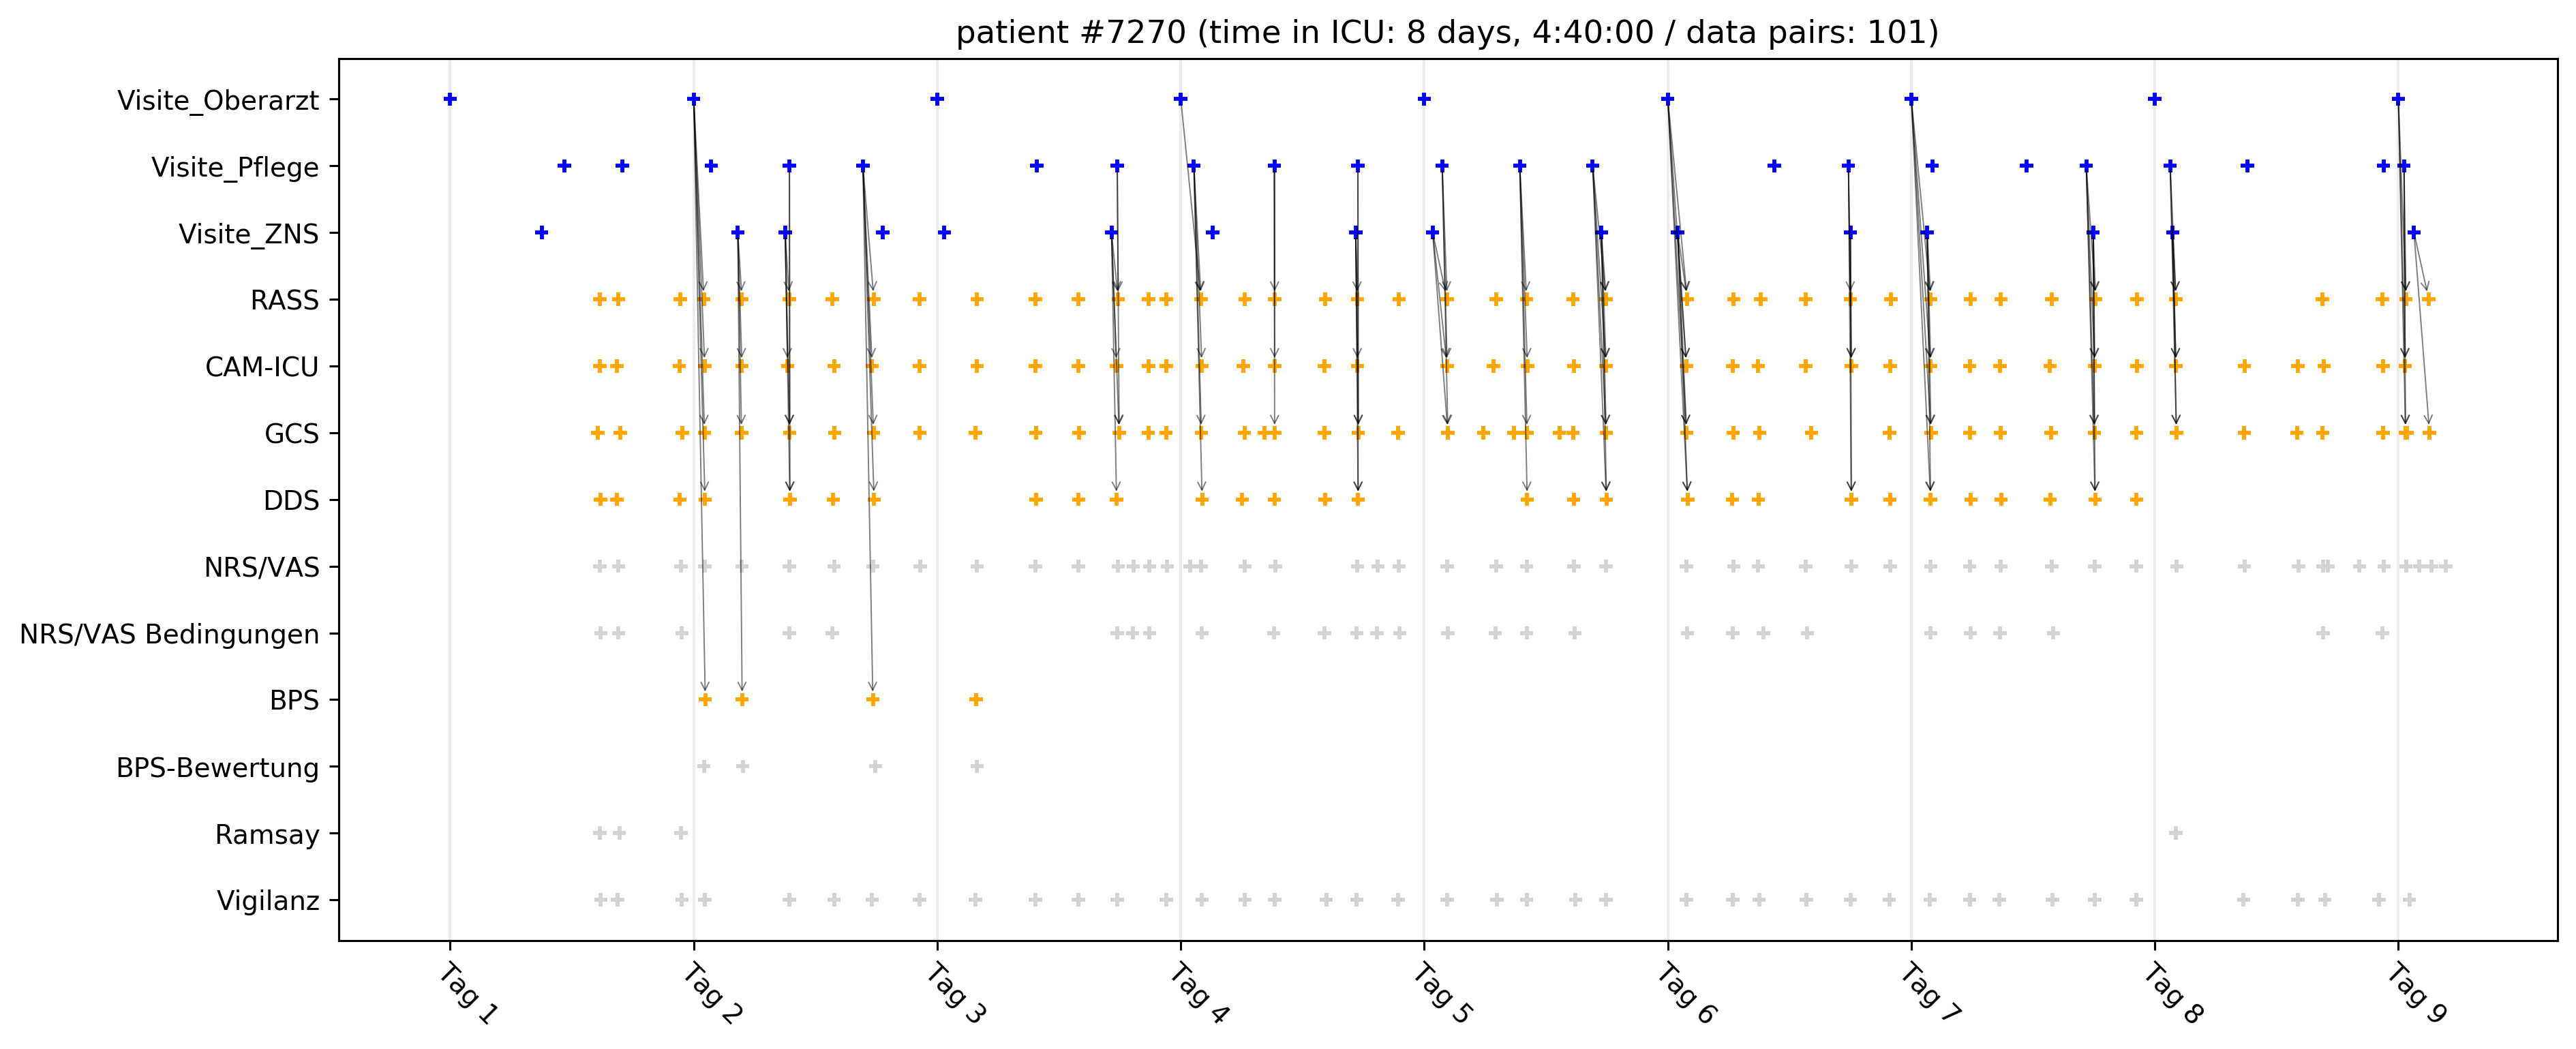 patient #7270 (time in ICU: 8 days, 4:40:00 / data pairs: 101)
Visite_Oberarzt
Visite_Pflege
Visite_ZNS
RASS
CAM-ICU
GCS
DDS
NRS/VAS
NRS/VAS Bedingungen
BPS
BPS-Bewertung
Ramsay
Vigilanz
Tag 1
Tag 2
Tag 3
Tag 4
Tag 5
Tag 6
Tag 7
Tag 8
Tag 9